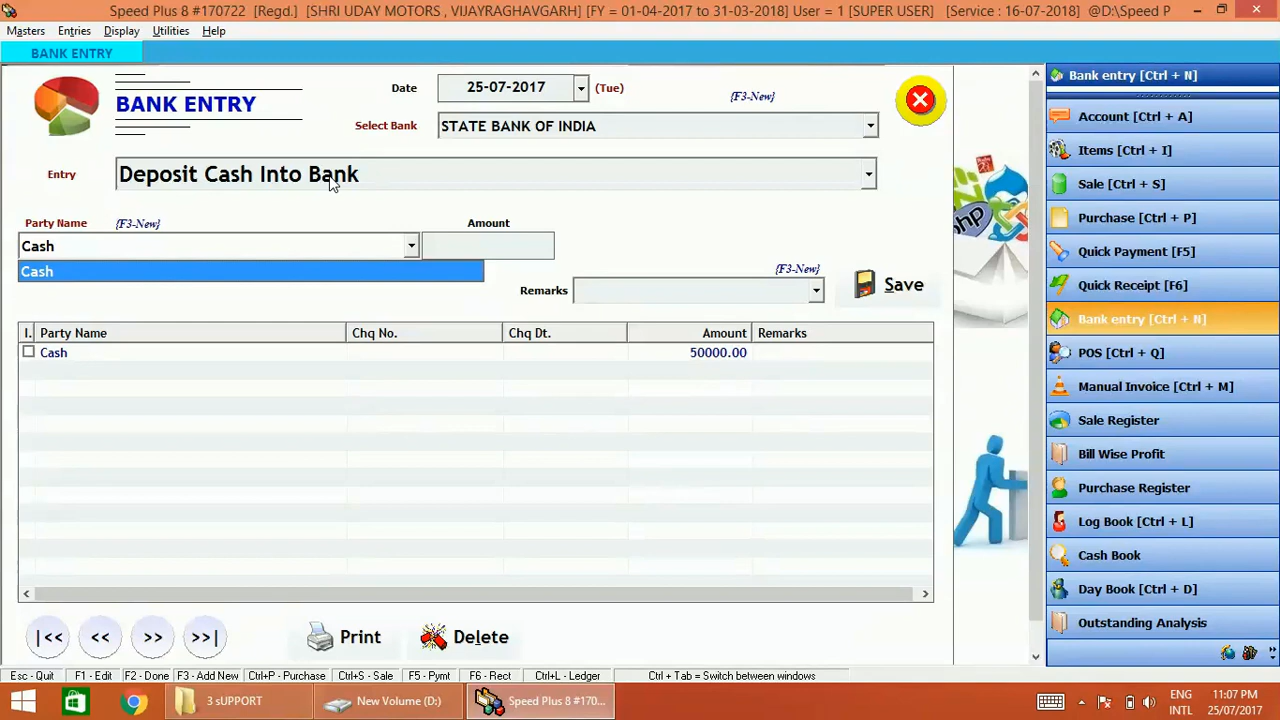 Speed Plus 8 #170722 [Regd.] [SHRI UDAY MOTORS , VIJAYRAGHAVGARH] [FY = 01-04-2017 to 31-03-2018] User = 1 [SUPER USER] [Service : 16-07-2018] @D:\Speed P
Masters Entries Display Utilities Help
BANK ENTRY
BANK ENTRY
Date 25-07-2017 (Tue)
{F3-New}
Select Bank STATE BANK OF INDIA
Entry Deposit Cash Into Bank
Party Name {F3-New} Amount
Cash
Cash
{F3-New}
Remarks Save
I. Party Name Chq No. Chq Dt. Amount Remarks
Cash 50000.00
|<< << >> >>| Print Delete
Bank entry [Ctrl + N]
Account [Ctrl + A]
Items [Ctrl + I]
Sale [Ctrl + S]
Purchase [Ctrl + P]
Quick Payment [F5]
Quick Receipt [F6]
Bank entry [Ctrl + N]
POS [Ctrl + Q]
Manual Invoice [Ctrl + M]
Sale Register
Bill Wise Profit
Purchase Register
Log Book [Ctrl + L]
Cash Book
Day Book [Ctrl + D]
Outstanding Analysis
Esc - Quit F1 - Edit F2 - Done F3 - Add New Ctrl+P - Purchase Ctrl+S - Sale F5 - Pymt F6 - Rect Ctrl+L - Ledger Ctrl + Tab = Switch between windows
3 sUPPORT New Volume (D:) Speed Plus 8 #170... ENG 11:07 PM
INTL 25/07/2017